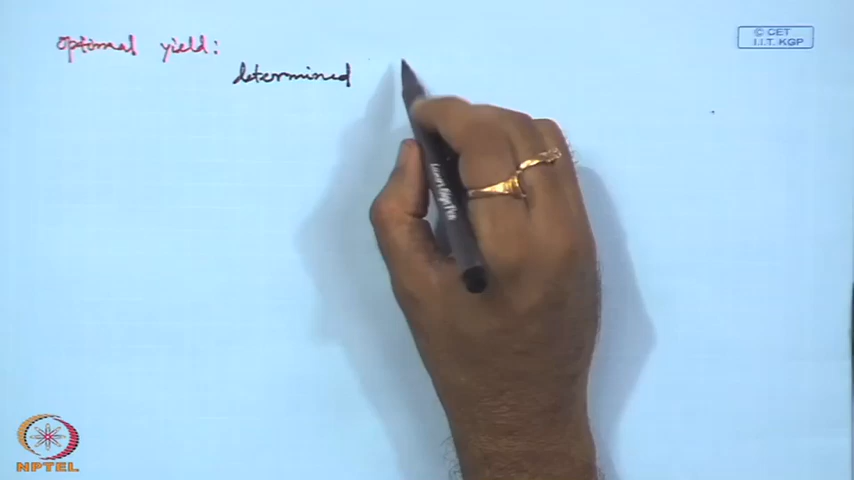 optimal yield:
determined
© CET
I.I.T. KGP
NPTEL